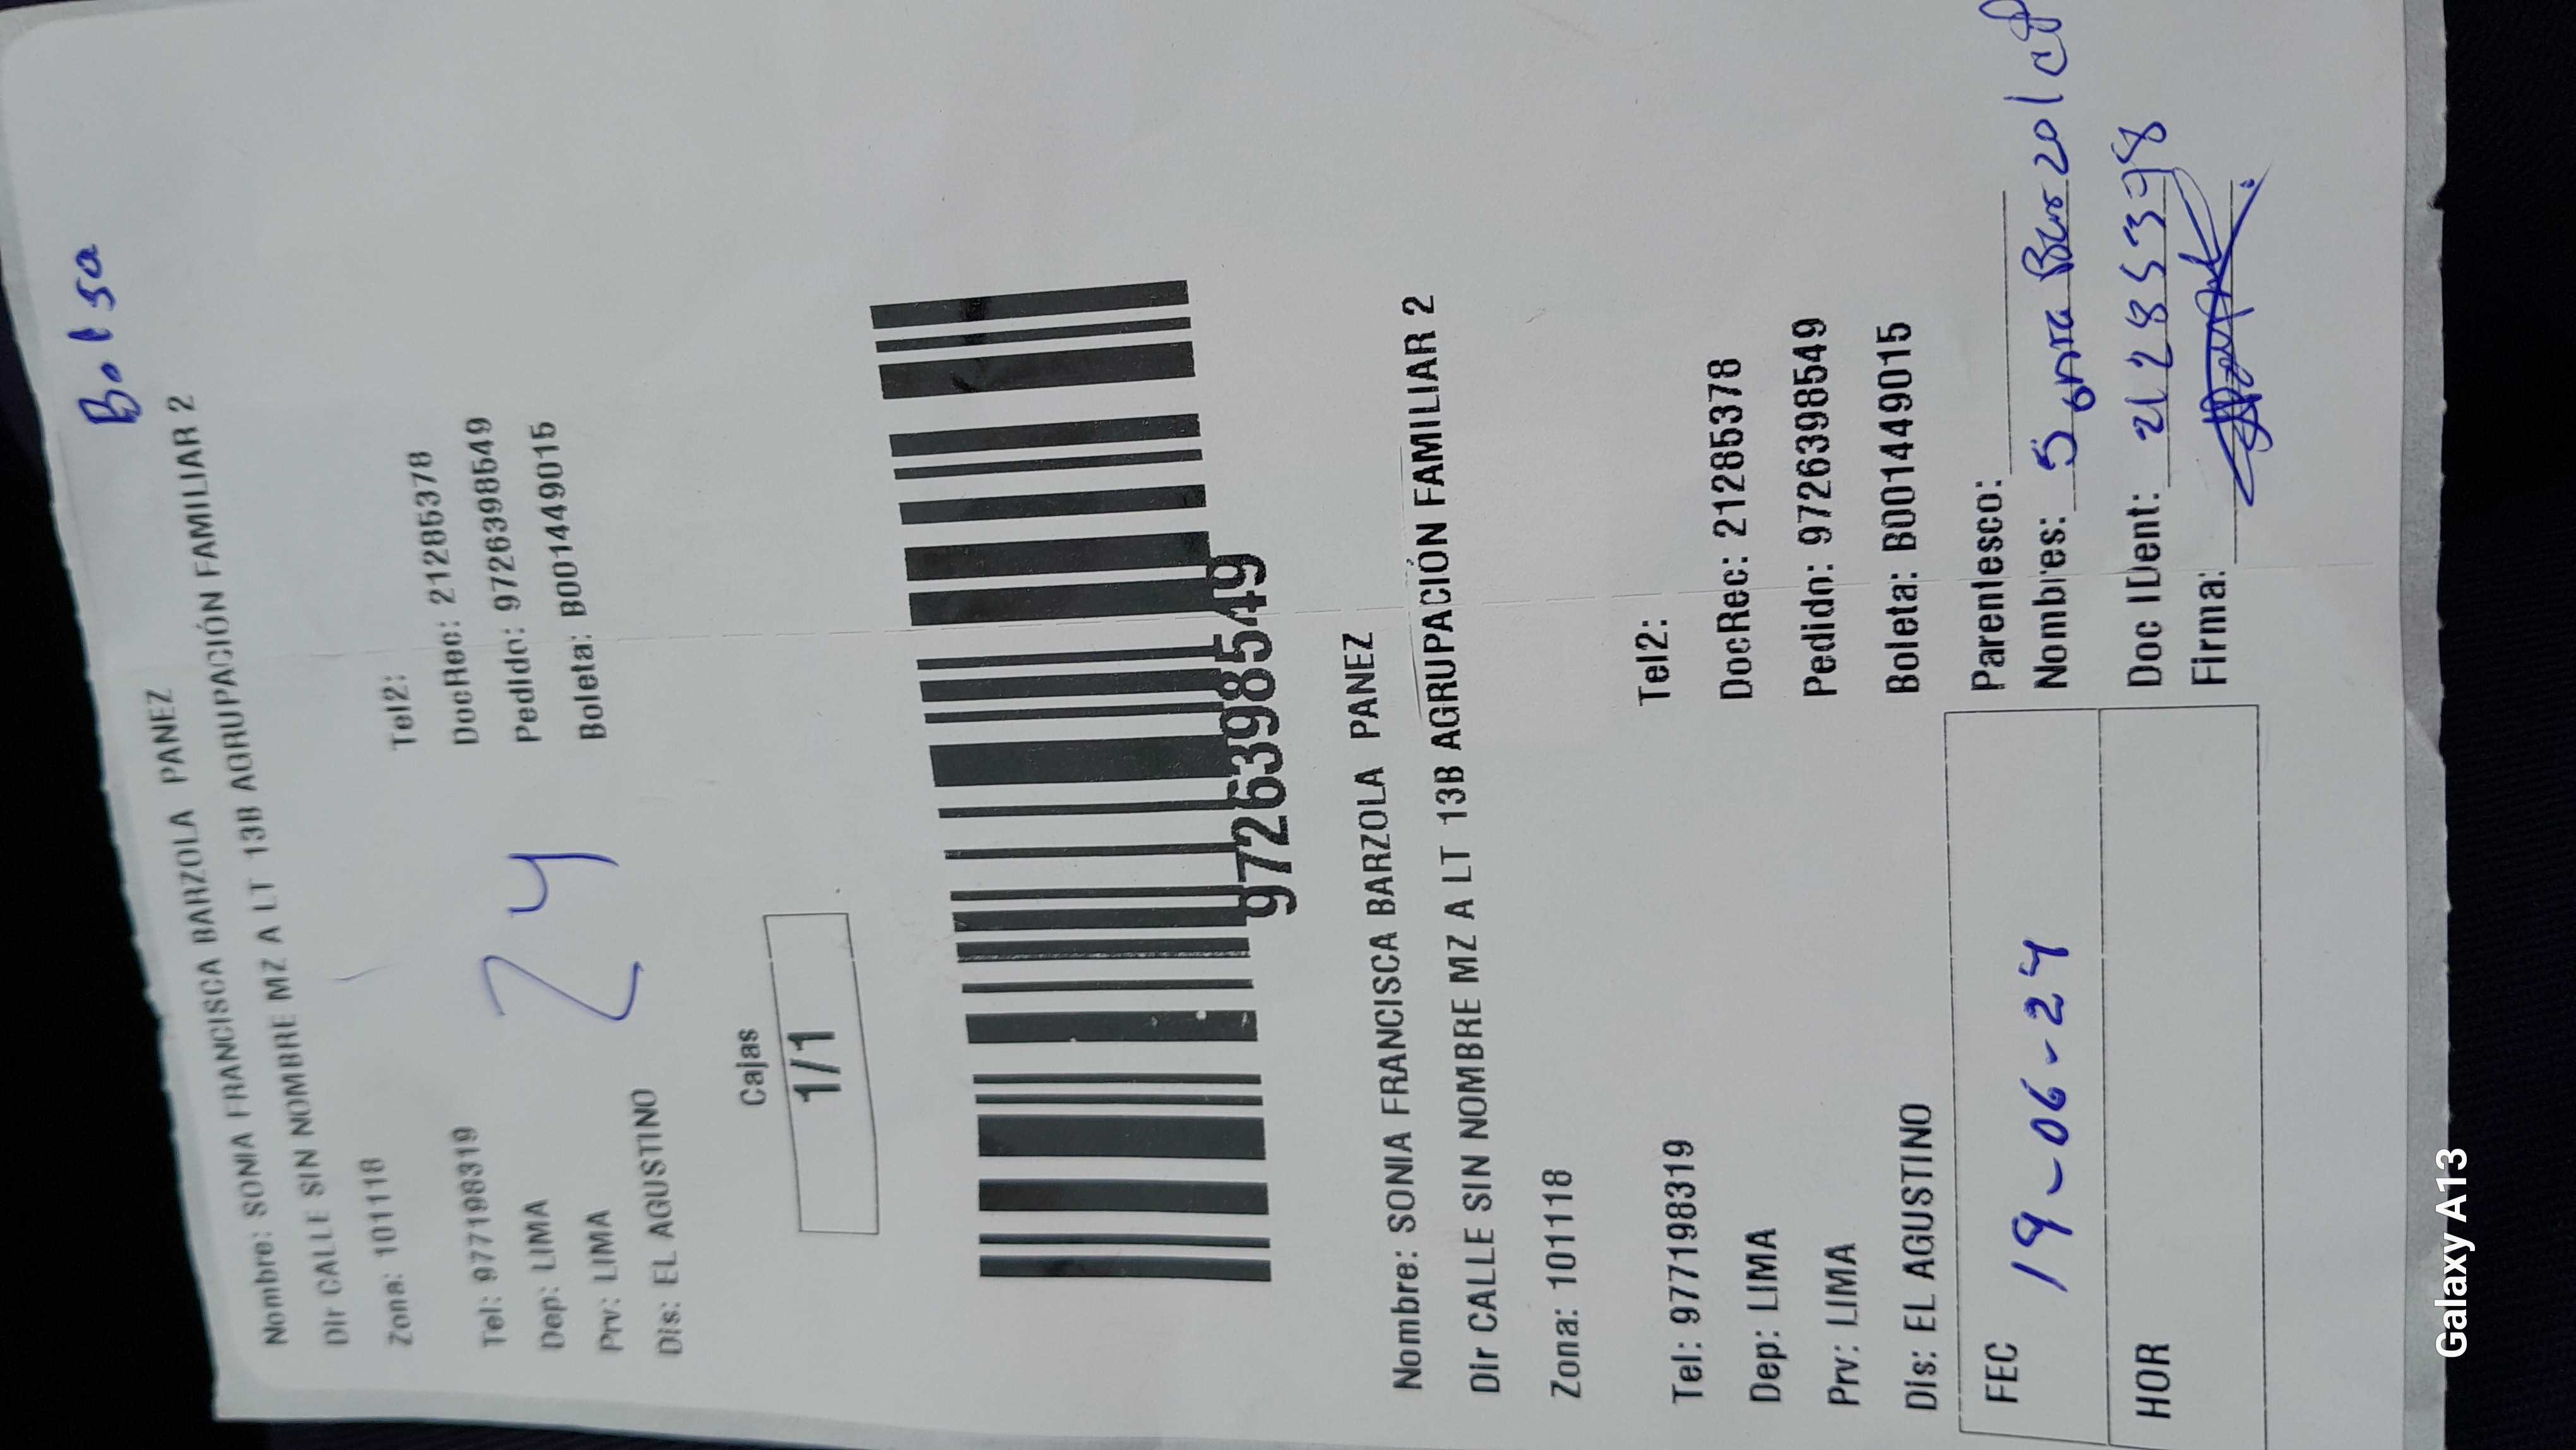 Bolsa
Nombre: SONIA FRANCISCA BARZOLA PANEZ
Dir CALLE SIN NOMBRE MZ A LT 13B AGRUPACIÓN FAMILIAR 2
Zona: 101118
Tel: 977198319 Tel2:
Dep: LIMA DocRec: 21285378
Prv: LIMA Pedido: 9726398549
Dis: EL AGUSTINO Boleta: B001449015
24
Cajas
1/1
9726398549
Nombre: SONIA FRANCISCA BARZOLA PANEZ
Dir CALLE SIN NOMBRE MZ A LT 13B AGRUPACIÓN FAMILIAR 2
Zona: 101118
Tel: 977198319 Tel2:
Dep: LIMA DocRec: 21285378
Prv: LIMA Pedido: 9726398549
Dis: EL AGUSTINO Boleta: B001449015
FEC 19-06-24 Parentesco:
Nombres: Sonia
HOR Doc IDent: 21285378
Firma:
Galaxy A13